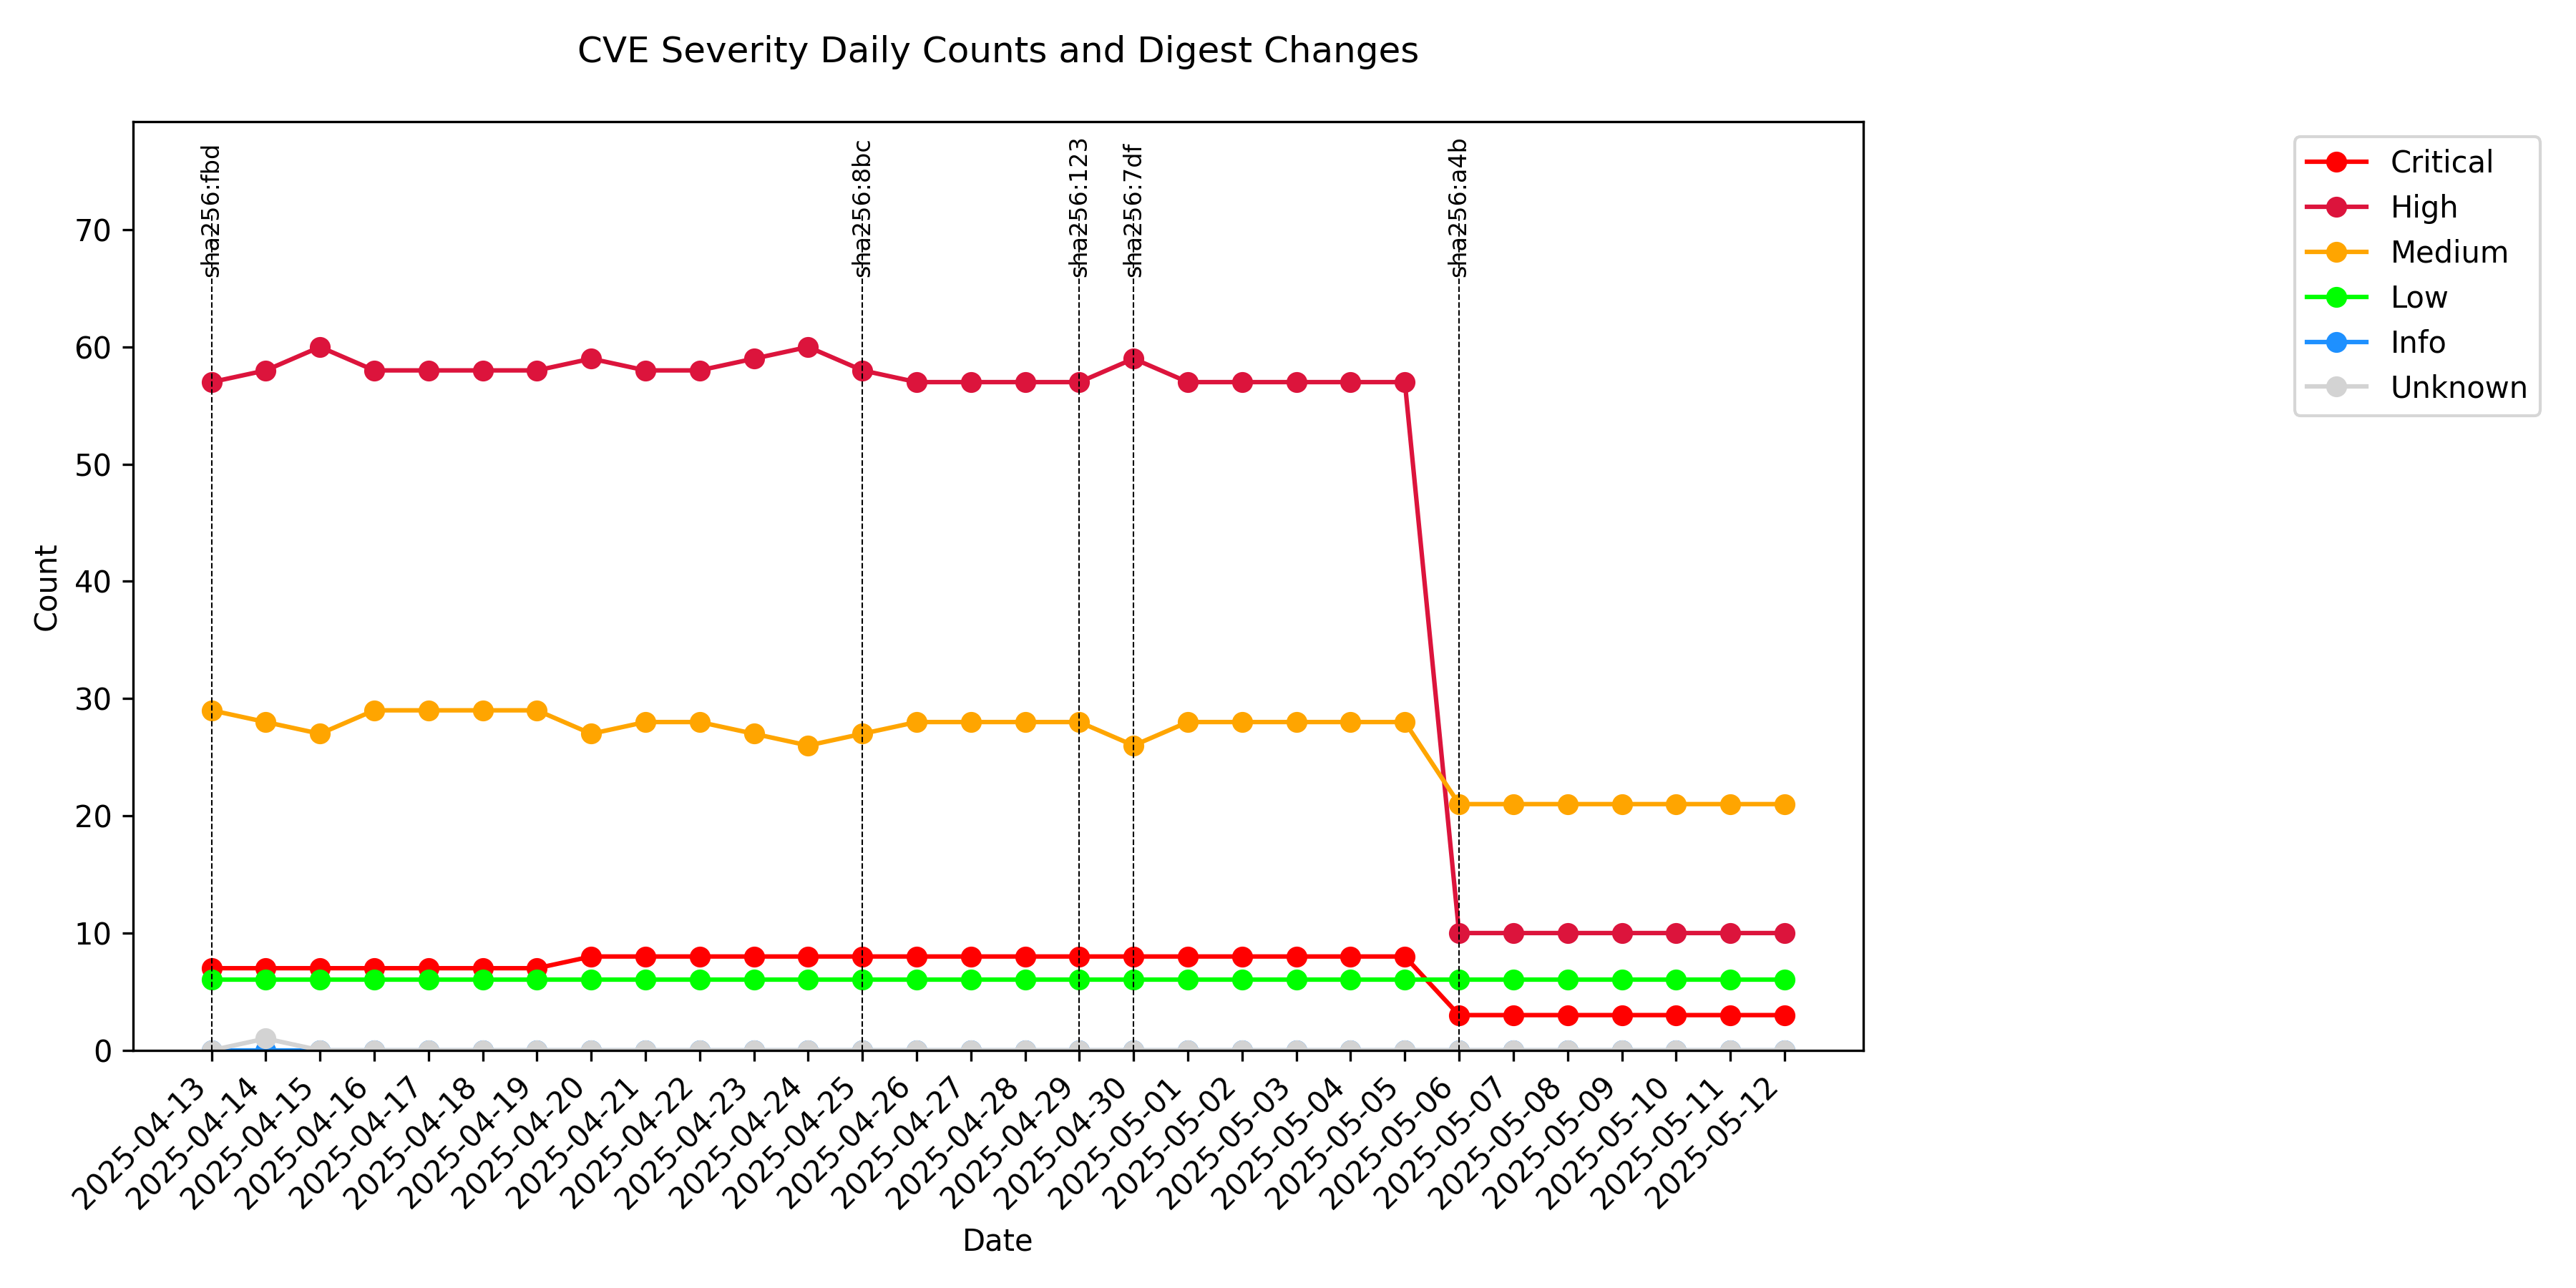 CVE Severity Daily Counts and Digest Changes
sha256:fbd
sha256:8bc
sha256:123
sha256:7df
sha256:a4b
Critical
High
Medium
Low
Info
Unknown
Count
70
60
50
40
30
20
10
0
2025-04-13
2025-04-14
2025-04-15
2025-04-16
2025-04-17
2025-04-18
2025-04-19
2025-04-20
2025-04-21
2025-04-22
2025-04-23
2025-04-24
2025-04-25
2025-04-26
2025-04-27
2025-04-28
2025-04-29
2025-04-30
2025-05-01
2025-05-02
2025-05-03
2025-05-04
2025-05-05
2025-05-06
2025-05-07
2025-05-08
2025-05-09
2025-05-10
2025-05-11
2025-05-12
Date